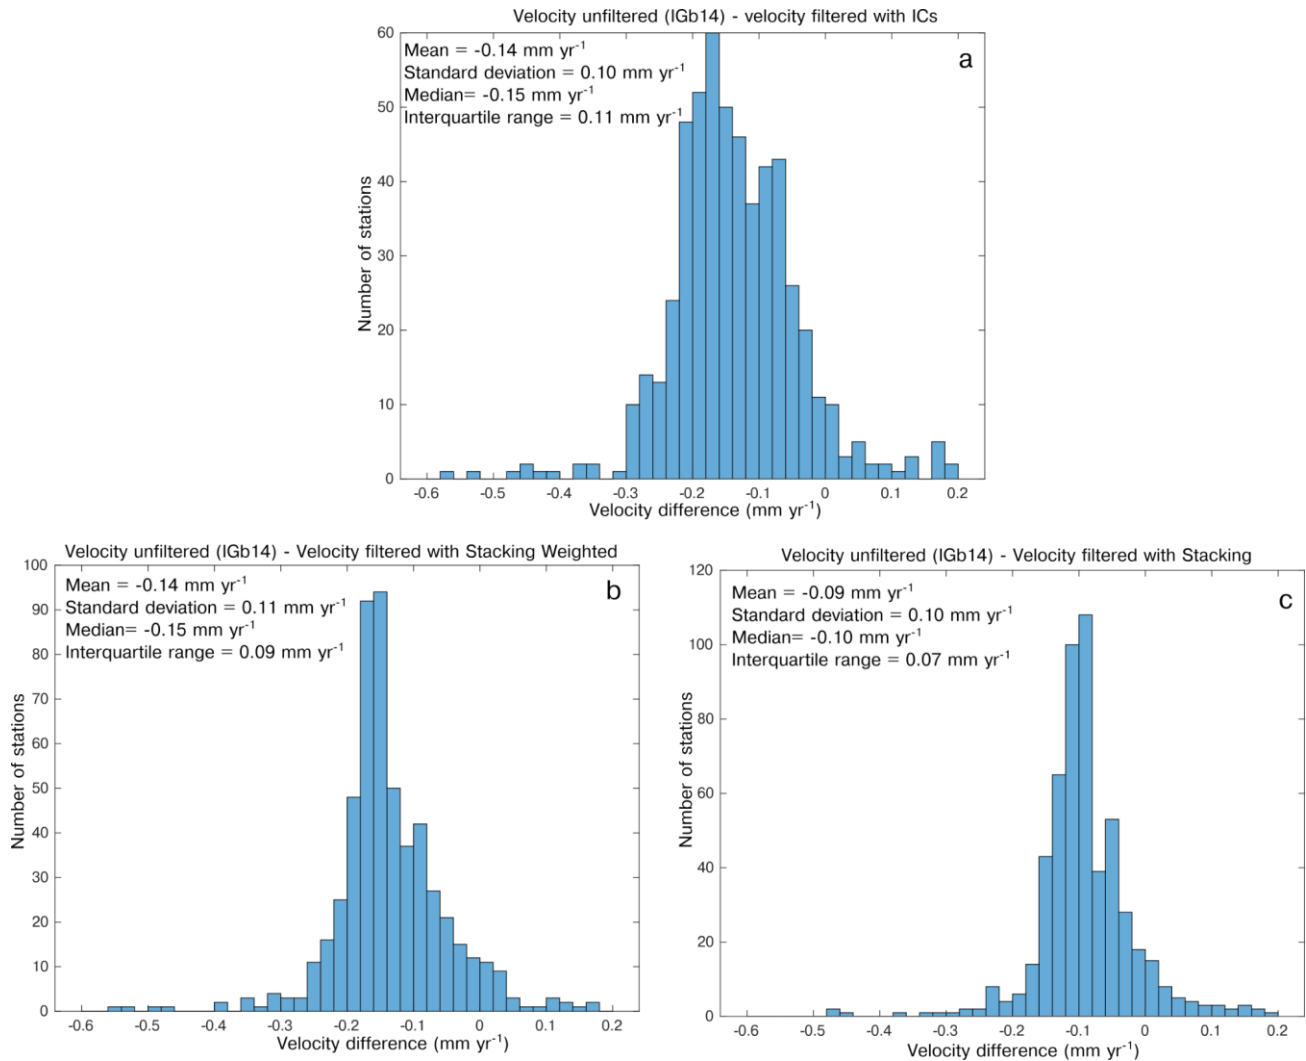 Velocity unfiltered (IGb14) - velocity filtered with ICs
a
Mean = -0.14 mm yr⁻¹
Standard deviation = 0.10 mm yr⁻¹
Median= -0.15 mm yr⁻¹
Interquartile range = 0.11 mm yr⁻¹
Number of stations
60
50
40
30
20
10
0
-0.6 -0.5 -0.4 -0.3 -0.2 -0.1 0 0.1 0.2
Velocity difference (mm yr⁻¹)
Velocity unfiltered (IGb14) - Velocity filtered with Stacking Weighted
b
Mean = -0.14 mm yr⁻¹
Standard deviation = 0.11 mm yr⁻¹
Median= -0.15 mm yr⁻¹
Interquartile range = 0.09 mm yr⁻¹
Number of stations
100
90
80
70
60
50
40
30
20
10
0
-0.6 -0.5 -0.4 -0.3 -0.2 -0.1 0 0.1 0.2
Velocity difference (mm yr⁻¹)
Velocity unfiltered (IGb14) - Velocity filtered with Stacking
c
Mean = -0.09 mm yr⁻¹
Standard deviation = 0.10 mm yr⁻¹
Median= -0.10 mm yr⁻¹
Interquartile range = 0.07 mm yr⁻¹
Number of stations
120
100
80
60
40
20
0
-0.6 -0.5 -0.4 -0.3 -0.2 -0.1 0 0.1 0.2
Velocity difference (mm yr⁻¹)